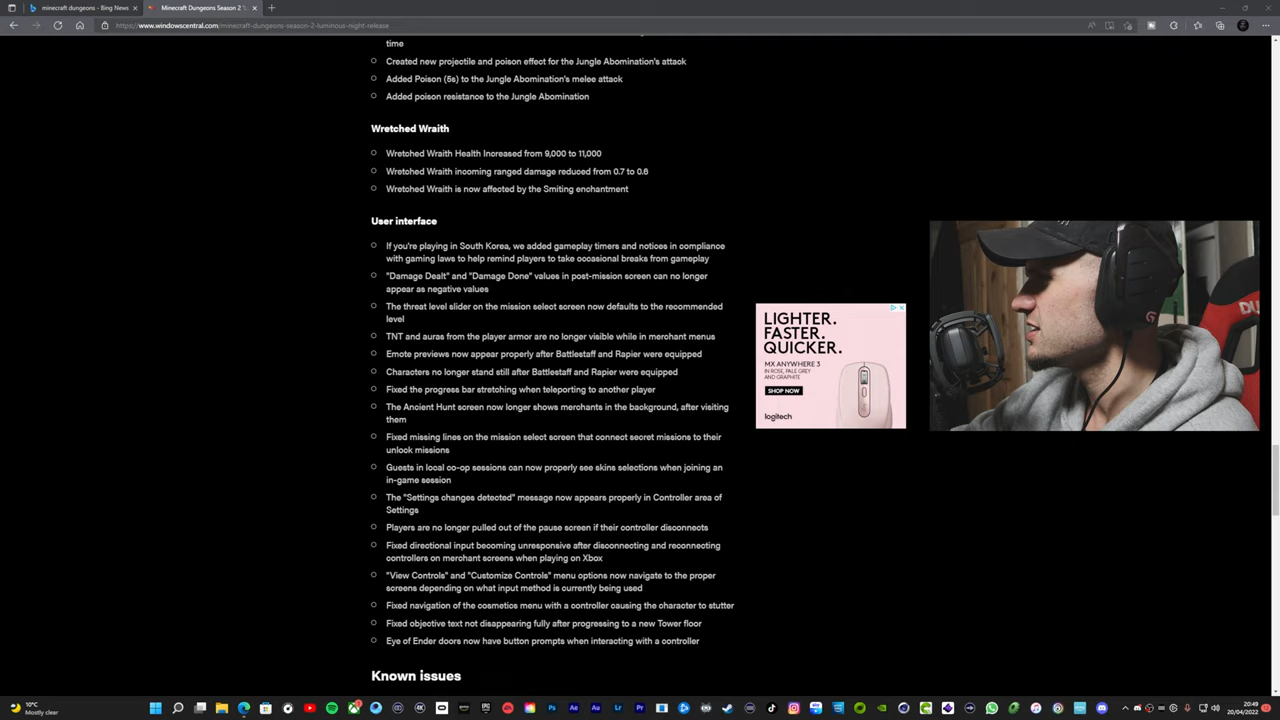 minecraft dungeons - Bing News
Minecraft Dungeons Season 2 "L
https://www.windowscentral.com/minecraft-dungeons-season-2-luminous-night-release
time
Created new projectile and poison effect for the Jungle Abomination's attack
Added Poison (5s) to the Jungle Abomination's melee attack
Added poison resistance to the Jungle Abomination
Wretched Wraith
Wretched Wraith Health Increased from 9,000 to 11,000
Wretched Wraith incoming ranged damage reduced from 0.7 to 0.6
Wretched Wraith is now affected by the Smiting enchantment
User interface
If you're playing in South Korea, we added gameplay timers and notices in compliance
with gaming laws to help remind players to take occasional breaks from gameplay
"Damage Dealt" and "Damage Done" values in post-mission screen can no longer
appear as negative values
The threat level slider on the mission select screen now defaults to the recommended
level
TNT and auras from the player armor are no longer visible while in merchant menus
Emote previews now appear properly after Battlestaff and Rapier were equipped
Characters no longer stand still after Battlestaff and Rapier were equipped
Fixed the progress bar stretching when teleporting to another player
The Ancient Hunt screen now longer shows merchants in the background, after visiting
them
Fixed missing lines on the mission select screen that connect secret missions to their
unlock missions
Guests in local co-op sessions can now properly see skins selections when joining an
in-game session
The "Settings changes detected" message now appears properly in Controller area of
Settings
Players are no longer pulled out of the pause screen if their controller disconnects
Fixed directional input becoming unresponsive after disconnecting and reconnecting
controllers on merchant screens when playing on Xbox
"View Controls" and "Customize Controls" menu options now navigate to the proper
screens depending on what input method is currently being used
Fixed navigation of the cosmetics menu with a controller causing the character to stutter
Fixed objective text not disappearing fully after progressing to a new Tower floor
Eye of Ender doors now have button prompts when interacting with a controller
Known issues
LIGHTER.
FASTER.
QUICKER.
MX ANYWHERE 3
IN ROSE, PALE GREY
AND GRAPHITE
SHOP NOW
logitech
10°C
Mostly clear
20:49
20/04/2022